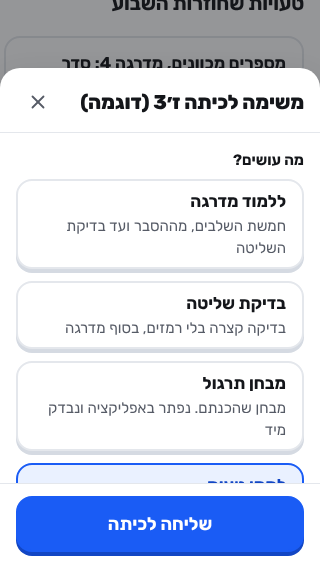 טעויות שחוזרות השבוע
מספרים מכוונים, מדרגה 4: סדר
משימה לכיתה ז׳3 (דוגמה)
מה עושים?
ללמוד מדרגה
חמשת השלבים, מההסבר ועד בדיקת
השליטה
בדיקת שליטה
בדיקה קצרה בלי רמזים, בסוף מדרגה
מבחן תרגול
מבחן שהכנתם. נפתר באפליקציה ונבדק
מיד
שליחה לכיתה